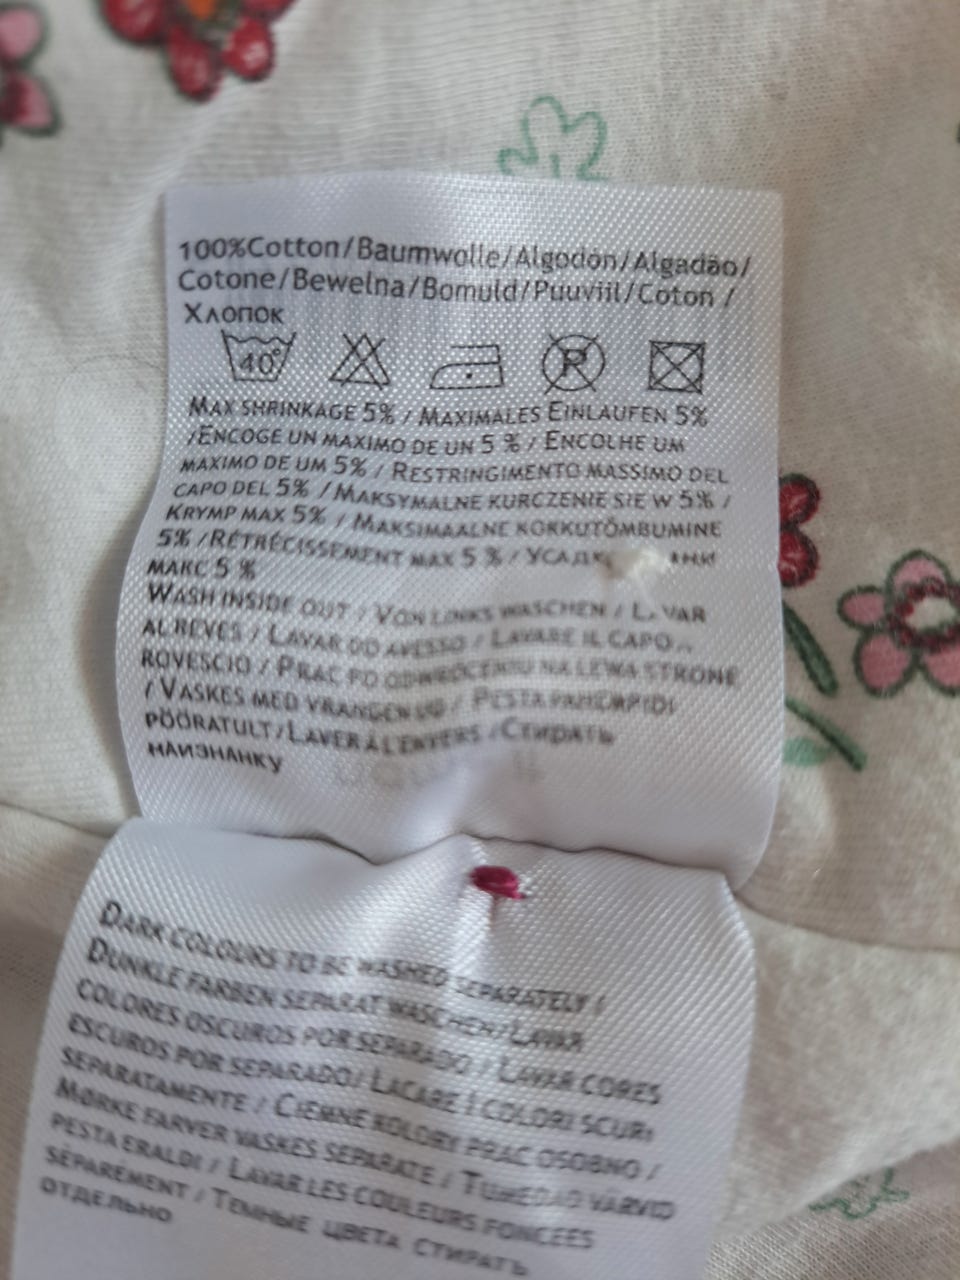 100%Cotton/Baumwolle/Algodón/Algadão/
Cotone/Bewelna/Bomuld/Puuviil/Coton /
Хлопок
40°
P
Max shrinkage 5% / Maximales Einlaufen 5%
/Encoge un maximo de un 5 % / Encolhe um
maximo de um 5% / Restringimento massimo del
capo del 5% / Maksymalne kurczenie sie w 5% /
Krymp max 5% / Maksimaalne kokkutõmbumine
5% /Rétrécissement max 5 % /
макс 5 %
Wash inside out / Von links waschen /
al reves / Lavar do avesso / Lavare il capo
rovescio / Prac po odwroceniu na lewa strone
/ Vaskes med vrangen ud / Pesta pahempidi
pööratult/Laver à l'envers /Стирать
наизнанку
Dark colours to be washed separately /
Dunkle farben separat waschen/Lavar
colores oscuros por separado / Lavar cores
escuros por separado/ Lacare i colori scuri
separatamente / Ciemne kolory prac osobno /
Mørke farver vaskes separate / Tumedad värvid
pesta eraldi / Lavar les couleurs foncees
séparément / Темные цвета стирать
отдельно